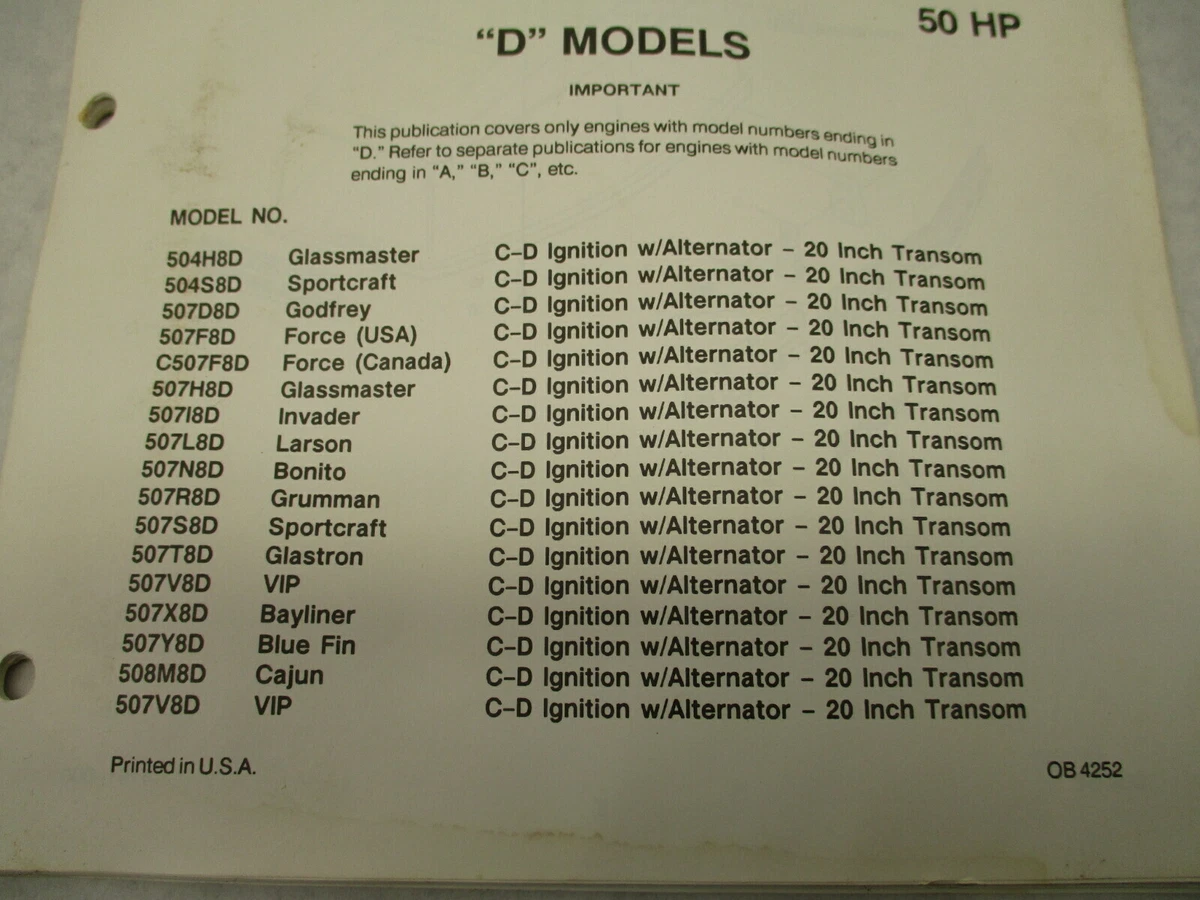 50 HP
“D” MODELS
IMPORTANT
This publication covers only engines with model numbers ending in
“D.” Refer to separate publications for engines with model numbers
ending in “A,” “B,” “C”, etc.
MODEL NO.
504H8D Glassmaster C–D Ignition w/Alternator – 20 Inch Transom
504S8D Sportcraft C–D Ignition w/Alternator – 20 Inch Transom
507D8D Godfrey C–D Ignition w/Alternator – 20 Inch Transom
507F8D Force (USA) C–D Ignition w/Alternator – 20 Inch Transom
C507F8D Force (Canada) C–D Ignition w/Alternator – 20 Inch Transom
507H8D Glassmaster C–D Ignition w/Alternator – 20 Inch Transom
507I8D Invader C–D Ignition w/Alternator – 20 Inch Transom
507L8D Larson C–D Ignition w/Alternator – 20 Inch Transom
507N8D Bonito C–D Ignition w/Alternator – 20 Inch Transom
507R8D Grumman C–D Ignition w/Alternator – 20 Inch Transom
507S8D Sportcraft C–D Ignition w/Alternator – 20 Inch Transom
507T8D Glastron C–D Ignition w/Alternator – 20 Inch Transom
507V8D VIP C–D Ignition w/Alternator – 20 Inch Transom
507X8D Bayliner C–D Ignition w/Alternator – 20 Inch Transom
507Y8D Blue Fin C–D Ignition w/Alternator – 20 Inch Transom
508M8D Cajun C–D Ignition w/Alternator – 20 Inch Transom
507V8D VIP C–D Ignition w/Alternator – 20 Inch Transom
Printed in U.S.A. OB 4252